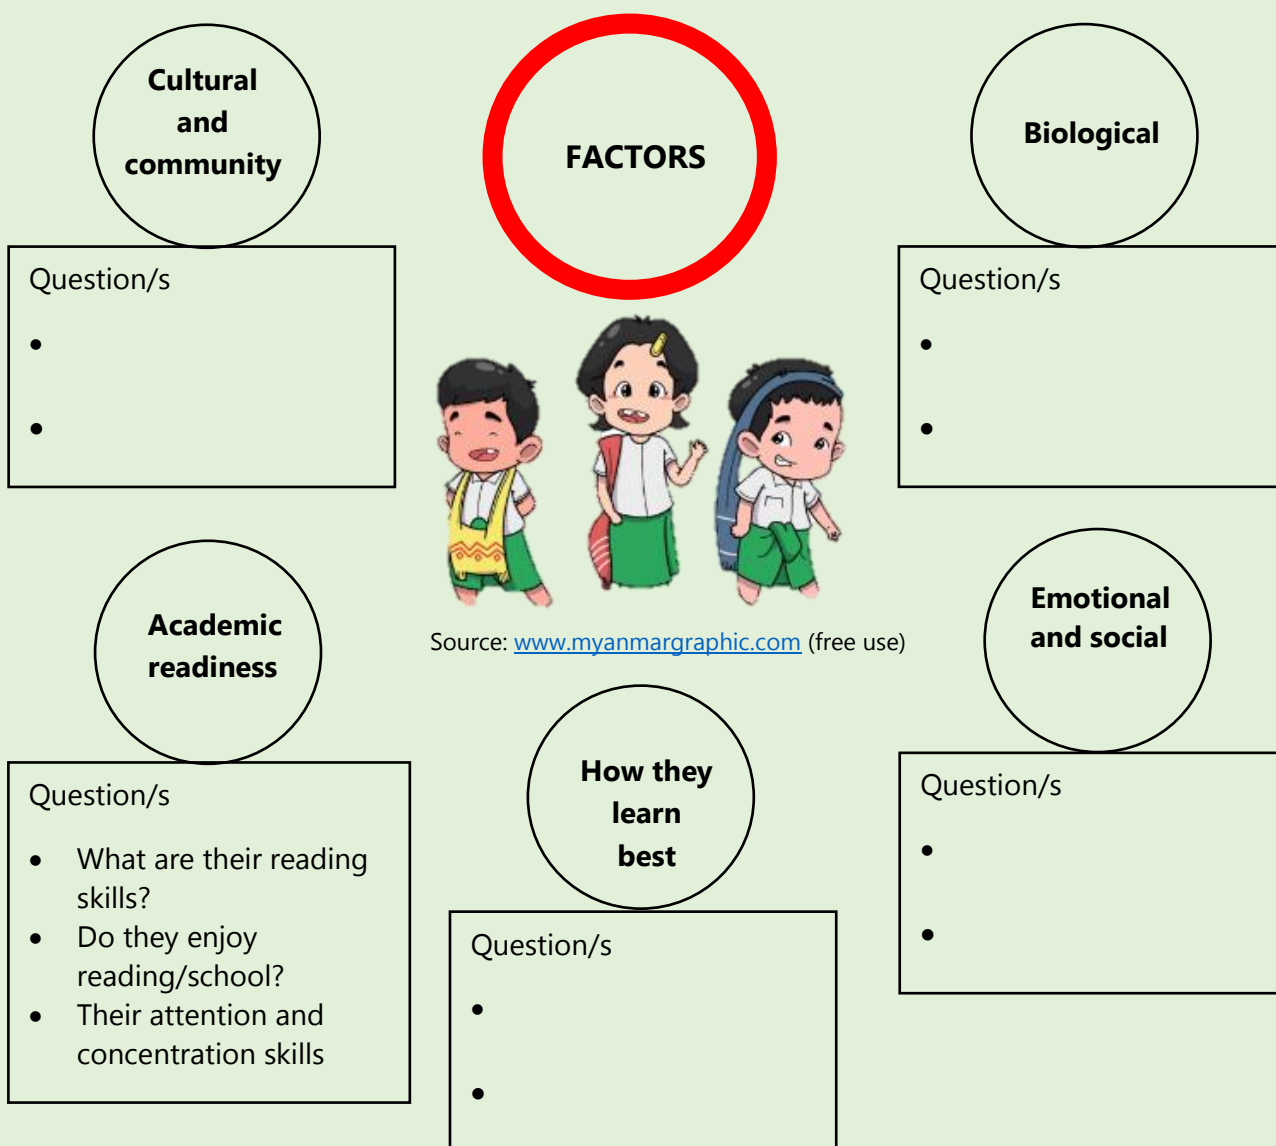 Cultural
and
community
FACTORS
Biological
Question/s
•
•
Question/s
•
•
Source: www.myanmargraphic.com (free use)
Academic
readiness
Emotional
and social
Question/s
• What are their reading
skills?
• Do they enjoy
reading/school?
• Their attention and
concentration skills
How they
learn
best
Question/s
•
•
Question/s
•
•